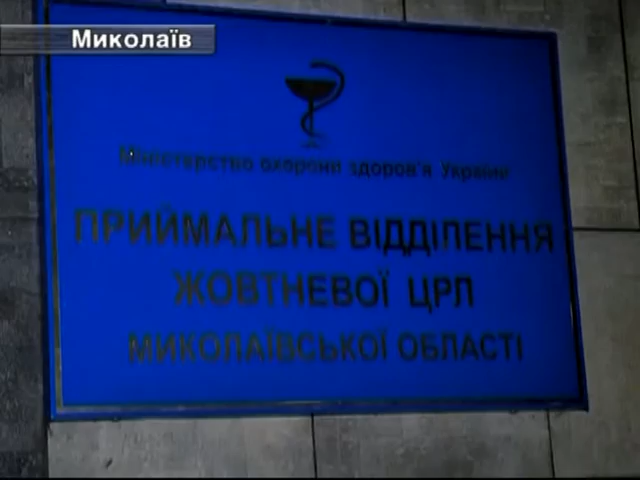 Миколаїв
Міністерство охорони здоров'я України
ПРИЙМАЛЬНЕ ВІДДІЛЕННЯ
ЖОВТНЕВОЇ ЦРЛ
МИКОЛАЇВСЬКОЇ ОБЛАСТІ